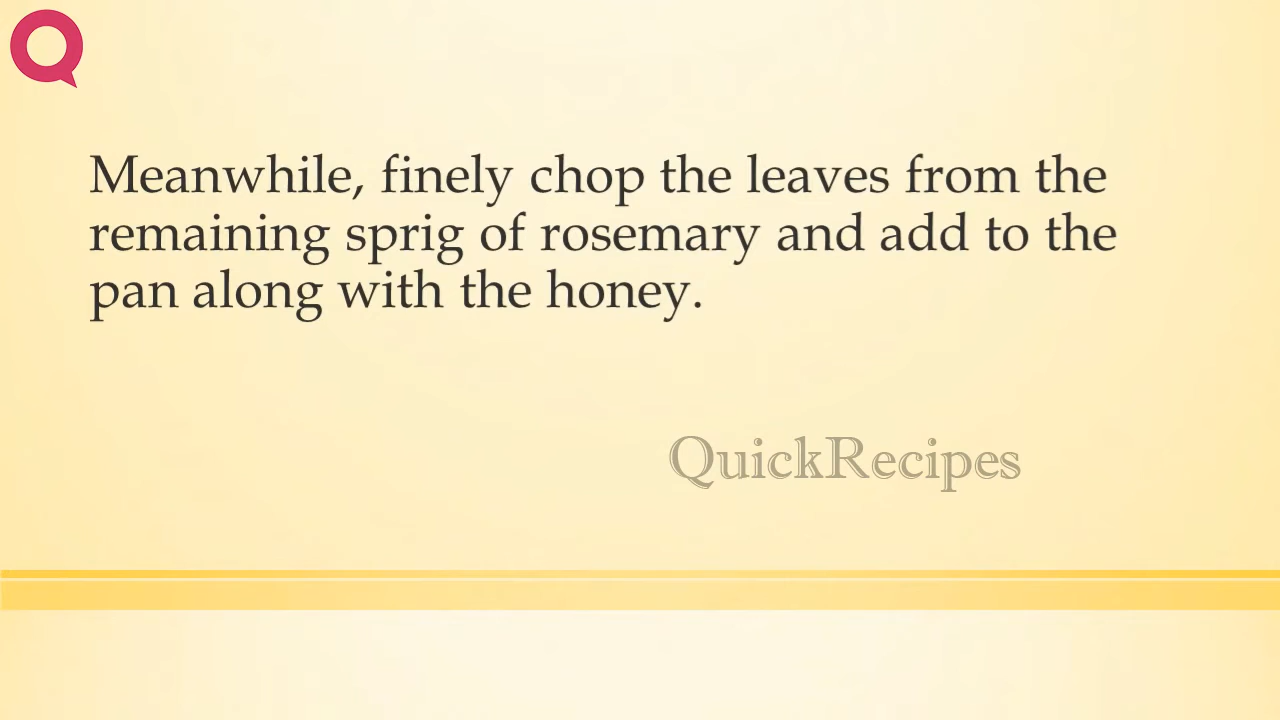 Meanwhile, finely chop the leaves from the
remaining sprig of rosemary and add to the
pan along with the honey.
QuickRecipes